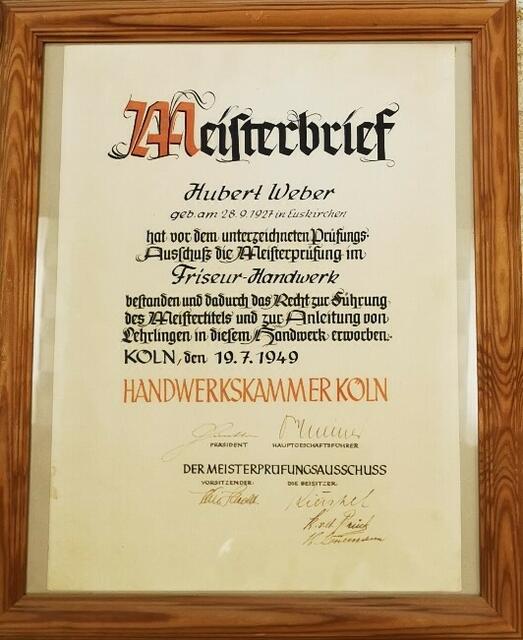 Meisterbrief
Hubert Weber
geb. am 28.9.1927 in Euskirchen
hat vor dem unterzeichneten Prüfungs-
Ausschuß die Meisterprüfung im
Friseur-Handwerk
bestanden und dadurch das Recht zur Führung
des Meistertitels und zur Anleitung von
Lehrlingen in diesem Handwerk erworben.
KÖLN, den 19.7.1949
HANDWERKSKAMMER KÖLN
PRÄSIDENT HAUPTGESCHÄFTSFÜHRER
DER MEISTERPRÜFUNGSAUSSCHUSS
VORSITZENDER: DIE BEISITZER: